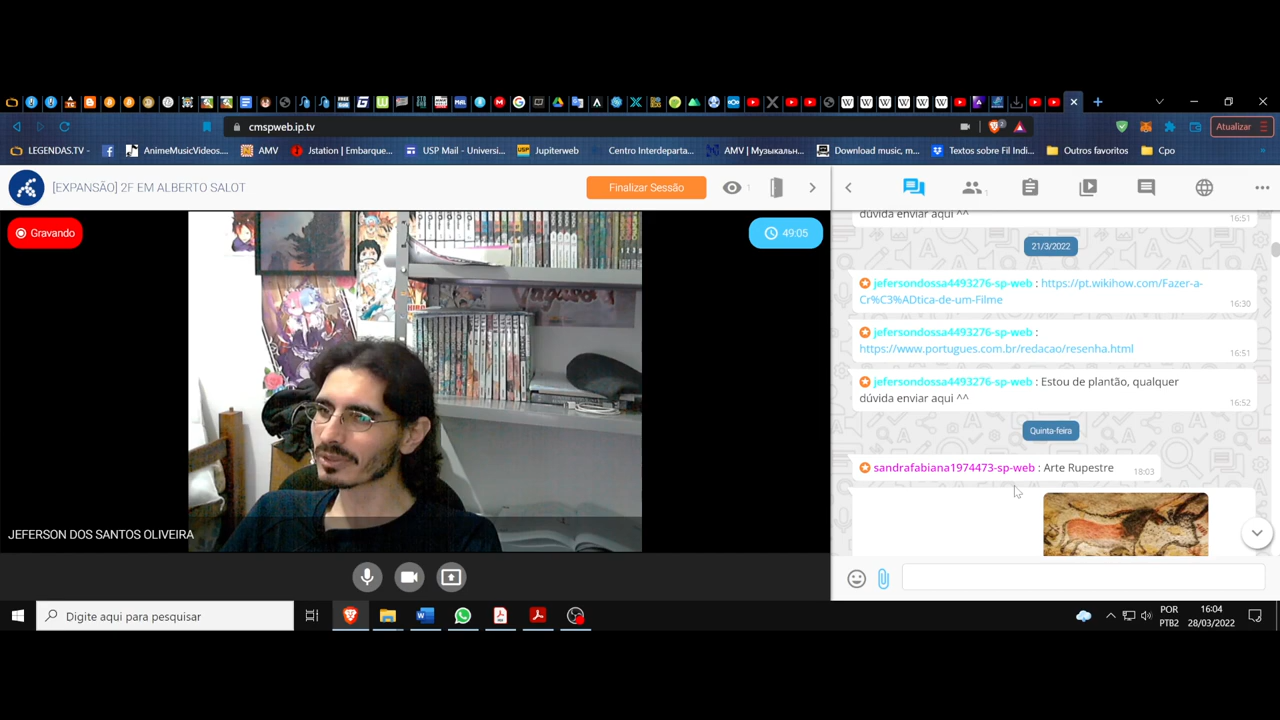 cmspweb.ip.tv
2
Atualizar
LEGENDAS.TV -
AnimeMusicVideos...
AMV
Jstation | Embarque...
USP Mail - Universi...
Jupiterweb
Centro Interdeparta...
AMV | Музыкальн...
Download music, m...
Textos sobre Fil Indi...
Outros favoritos
Cpo
[EXPANSÃO] 2F EM ALBERTO SALOT
Finalizar Sessão
1
1
Gravando
49:05
dúvida enviar aqui ^^
16:51
21/3/2022
jefersondossa4493276-sp-web : https://pt.wikihow.com/Fazer-a-
Cr%C3%ADtica-de-um-Filme
16:30
jefersondossa4493276-sp-web :
https://www.portugues.com.br/redacao/resenha.html
16:51
jefersondossa4493276-sp-web : Estou de plantão, qualquer
dúvida enviar aqui ^^
16:52
Quinta-feira
sandrafabiana1974473-sp-web : Arte Rupestre
18:03
JEFERSON DOS SANTOS OLIVEIRA
Digite aqui para pesquisar
POR
PTB2
16:04
28/03/2022